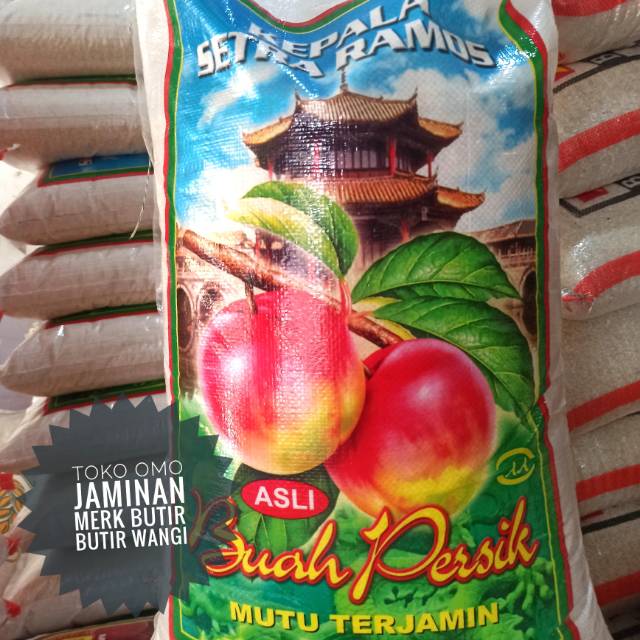 KEPALA
SETRA RAMOS
ASLI
Buah Persik
MUTU TERJAMIN
TOKO OMO
JAMINAN
MERK BUTIR
BUTIR WANGI